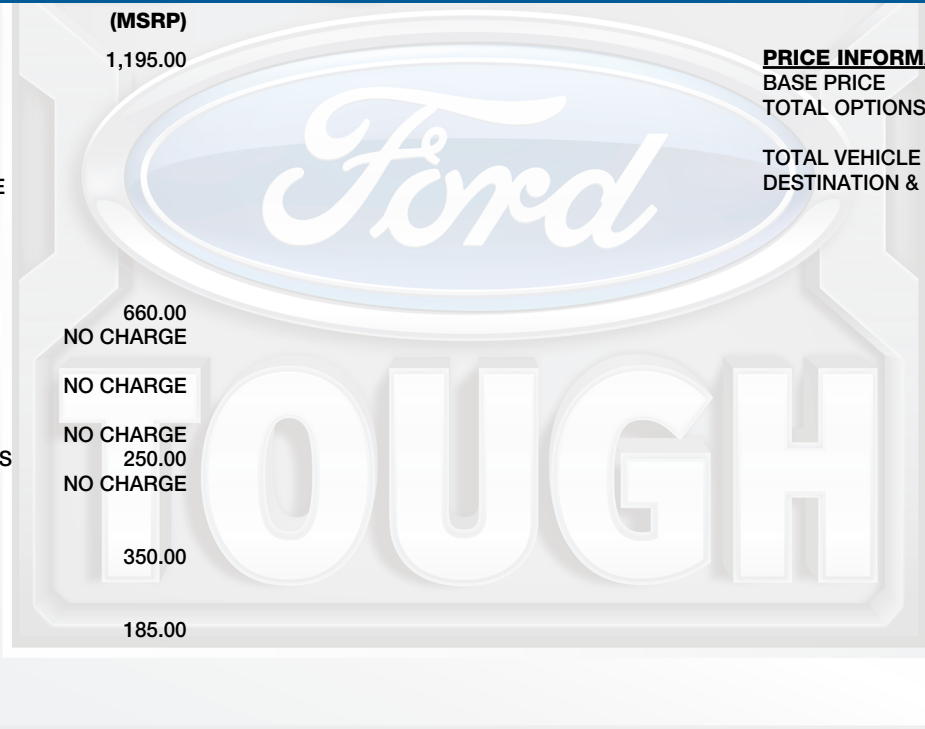 (MSRP)
1,195.00
PRICE INFORMA
BASE PRICE
TOTAL OPTIONS
TOTAL VEHICLE
DESTINATION &
E
660.00
NO CHARGE
NO CHARGE
NO CHARGE
S 250.00
NO CHARGE
350.00
185.00
Ford
TOUGH